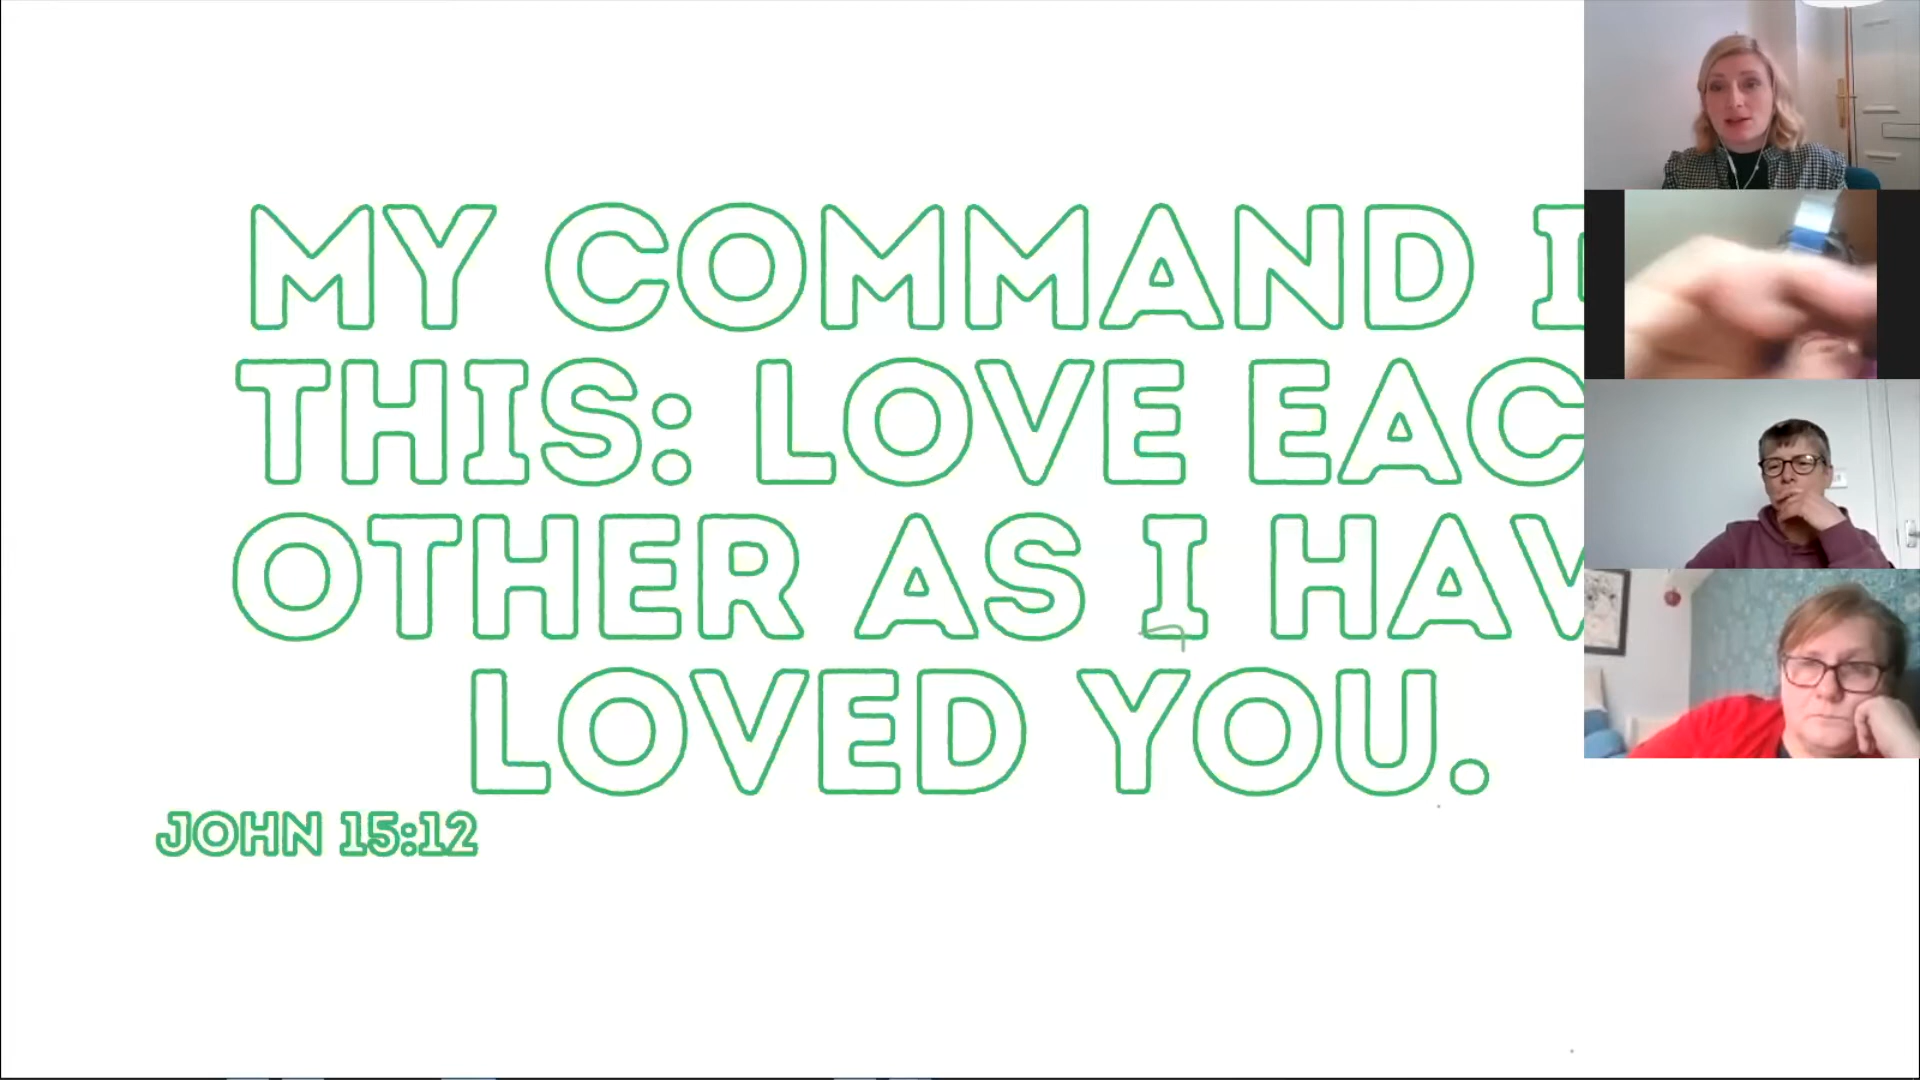 MY COMMAND I
THIS: LOVE EAC
OTHER AS I HAV
LOVED YOU.
JOHN 15:12